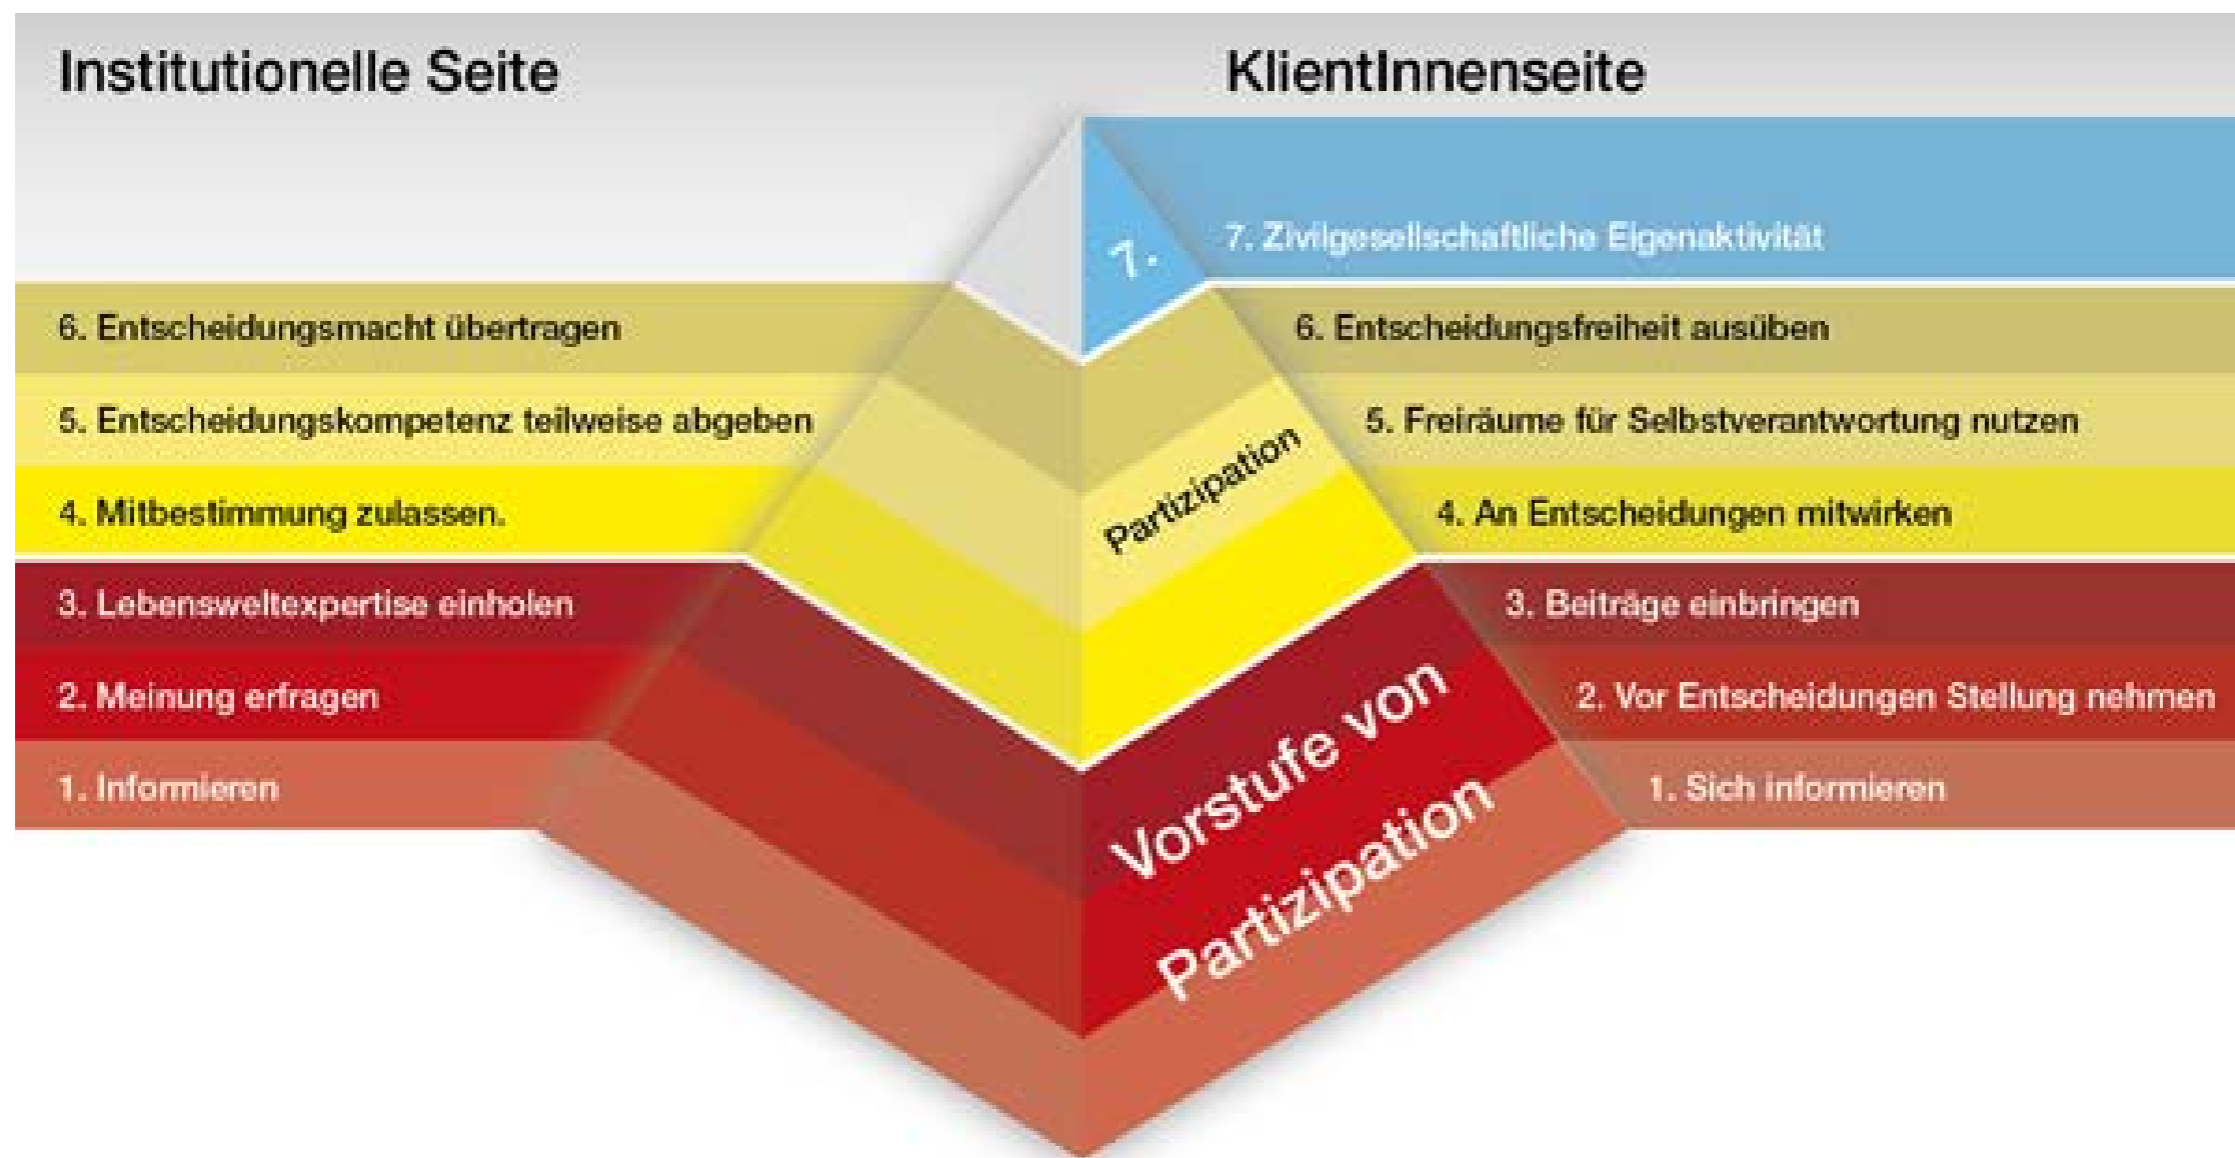 Institutionelle Seite
KlientInnenseite
7.
7. Zivilgesellschaftliche Eigenaktivität
6. Entscheidungsmacht übertragen
6. Entscheidungsfreiheit ausüben
5. Entscheidungskompetenz teilweise abgeben
5. Freiräume für Selbstverantwortung nutzen
Partizipation
4. Mitbestimmung zulassen.
4. An Entscheidungen mitwirken
3. Lebensweltexpertise einholen
3. Beiträge einbringen
2. Meinung erfragen
2. Vor Entscheidungen Stellung nehmen
1. Informieren
1. Sich informieren
Vorstufe von
Partizipation